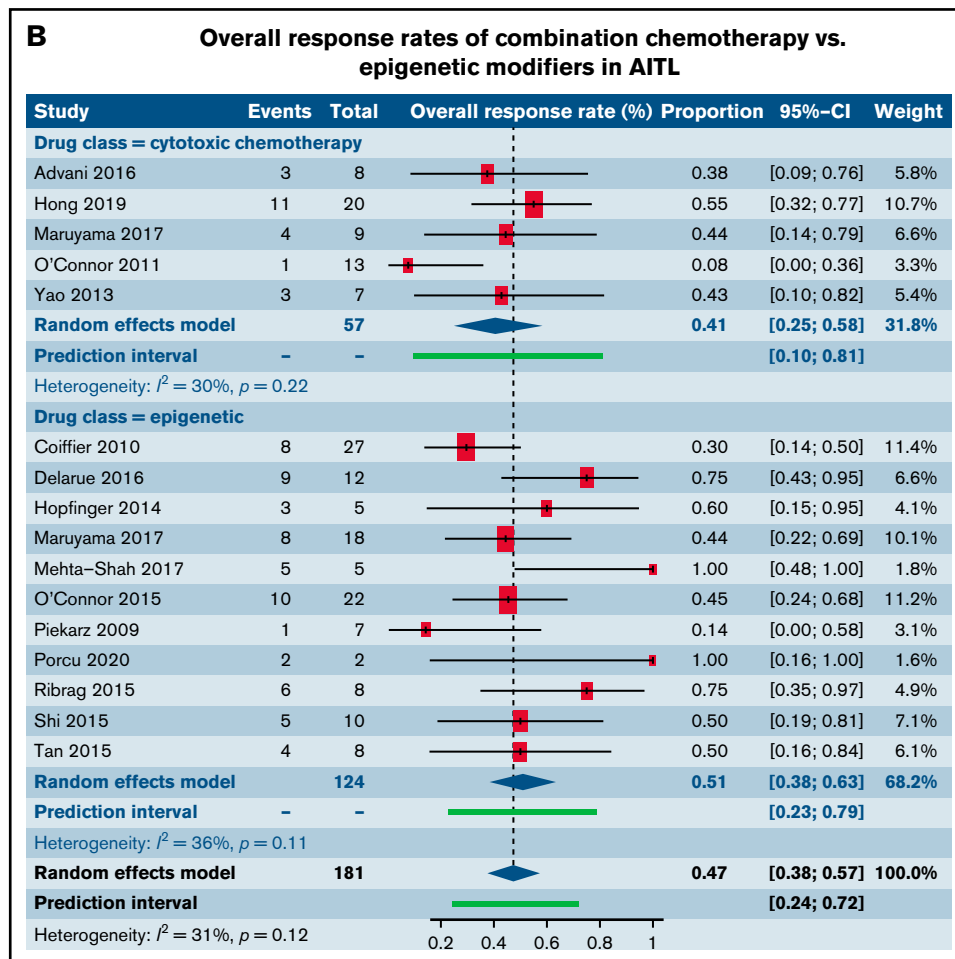 B
Overall response rates of combination chemotherapy vs.
epigenetic modifiers in AITL
Study Events Total Overall response rate (%) Proportion 95%–CI Weight
Drug class = cytotoxic chemotherapy
Advani 2016 3 8 0.38 [0.09; 0.76] 5.8%
Hong 2019 11 20 0.55 [0.32; 0.77] 10.7%
Maruyama 2017 4 9 0.44 [0.14; 0.79] 6.6%
O'Connor 2011 1 13 0.08 [0.00; 0.36] 3.3%
Yao 2013 3 7 0.43 [0.10; 0.82] 5.4%
Random effects model 57 0.41 [0.25; 0.58] 31.8%
Prediction interval – – [0.10; 0.81]
Heterogeneity: I² = 30%, p = 0.22
Drug class = epigenetic
Coiffier 2010 8 27 0.30 [0.14; 0.50] 11.4%
Delarue 2016 9 12 0.75 [0.43; 0.95] 6.6%
Hopfinger 2014 3 5 0.60 [0.15; 0.95] 4.1%
Maruyama 2017 8 18 0.44 [0.22; 0.69] 10.1%
Mehta–Shah 2017 5 5 1.00 [0.48; 1.00] 1.8%
O'Connor 2015 10 22 0.45 [0.24; 0.68] 11.2%
Piekarz 2009 1 7 0.14 [0.00; 0.58] 3.1%
Porcu 2020 2 2 1.00 [0.16; 1.00] 1.6%
Ribrag 2015 6 8 0.75 [0.35; 0.97] 4.9%
Shi 2015 5 10 0.50 [0.19; 0.81] 7.1%
Tan 2015 4 8 0.50 [0.16; 0.84] 6.1%
Random effects model 124 0.51 [0.38; 0.63] 68.2%
Prediction interval – – [0.23; 0.79]
Heterogeneity: I² = 36%, p = 0.11
Random effects model 181 0.47 [0.38; 0.57] 100.0%
Prediction interval [0.24; 0.72]
Heterogeneity: I² = 31%, p = 0.12
0.2 0.4 0.6 0.8 1